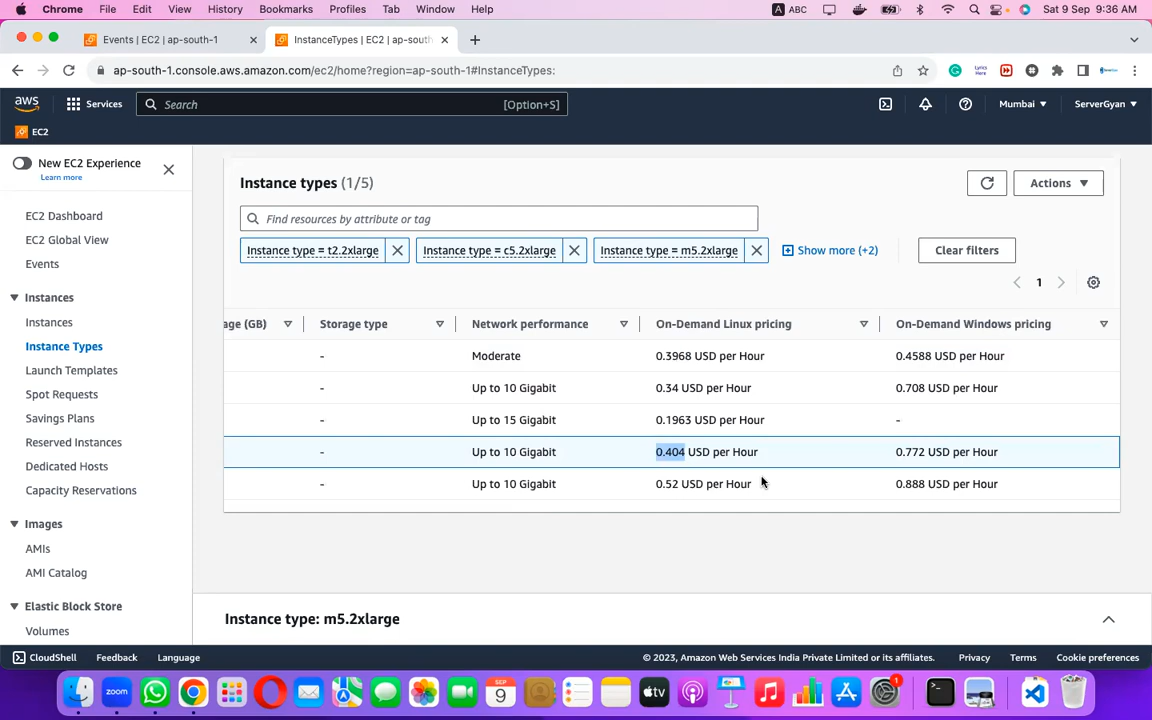 Chrome File Edit View History Bookmarks Profiles Tab Window Help A ABC Sat 9 Sep 9:36 AM
Events | EC2 | ap-south-1 InstanceTypes | EC2 | ap-sout
ap-south-1.console.aws.amazon.com/ec2/home?region=ap-south-1#InstanceTypes:
aws Services Search [Option+S] Mumbai ServerGyan
EC2
New EC2 Experience
Learn more
EC2 Dashboard
EC2 Global View
Events
Instances
Instances
Instance Types
Launch Templates
Spot Requests
Savings Plans
Reserved Instances
Dedicated Hosts
Capacity Reservations
Images
AMIs
AMI Catalog
Elastic Block Store
Volumes
Instance types (1/5) Actions
Find resources by attribute or tag
Instance type = t2.2xlarge Instance type = c5.2xlarge Instance type = m5.2xlarge Show more (+2) Clear filters
1
age (GB) Storage type Network performance On-Demand Linux pricing On-Demand Windows pricing
- Moderate 0.3968 USD per Hour 0.4588 USD per Hour
- Up to 10 Gigabit 0.34 USD per Hour 0.708 USD per Hour
- Up to 15 Gigabit 0.1963 USD per Hour -
- Up to 10 Gigabit 0.404 USD per Hour 0.772 USD per Hour
- Up to 10 Gigabit 0.52 USD per Hour 0.888 USD per Hour
Instance type: m5.2xlarge
CloudShell Feedback Language © 2023, Amazon Web Services India Private Limited or its affiliates. Privacy Terms Cookie preferences
zoom SEP 9 tv 1